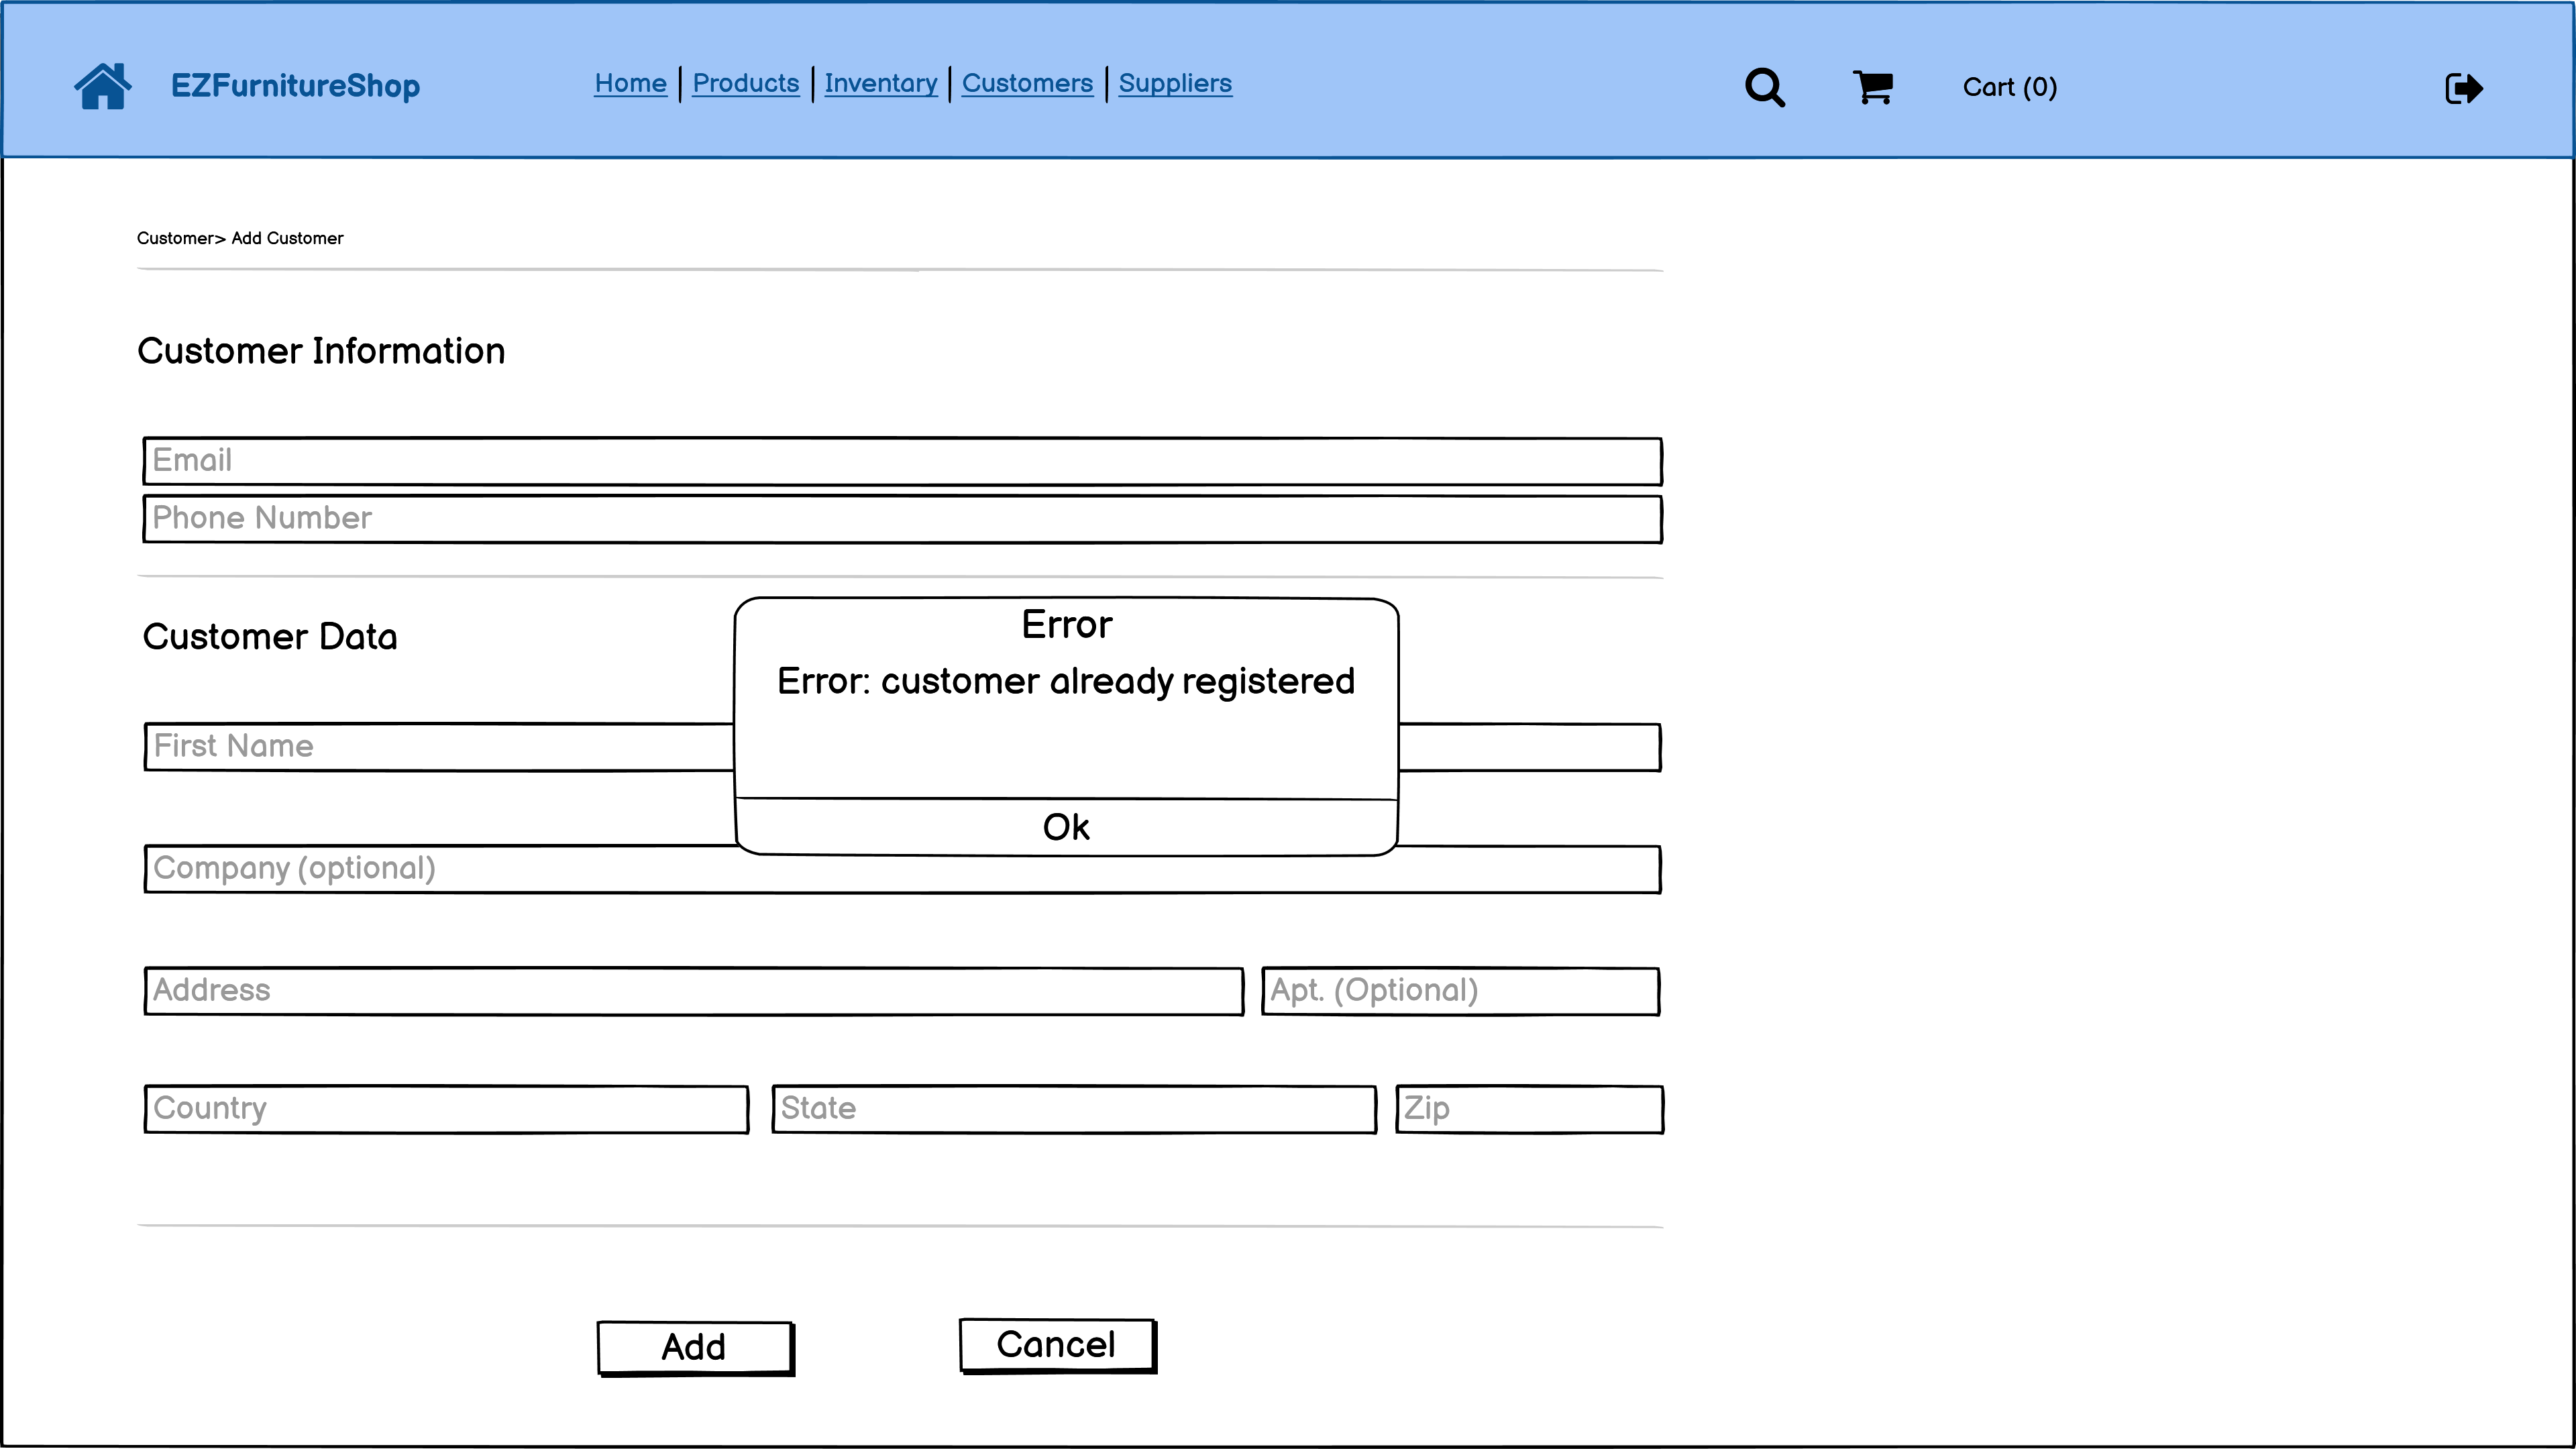 EZFurnitureShop
Home | Products | Inventory | Customers | Suppliers
Cart (0)
Customer> Add Customer
Customer Information
Email
Phone Number
Customer Data
Error
Error: customer already registered
First Name
Ok
Company (optional)
Address
Apt. (Optional)
Country
State
Zip
Add
Cancel